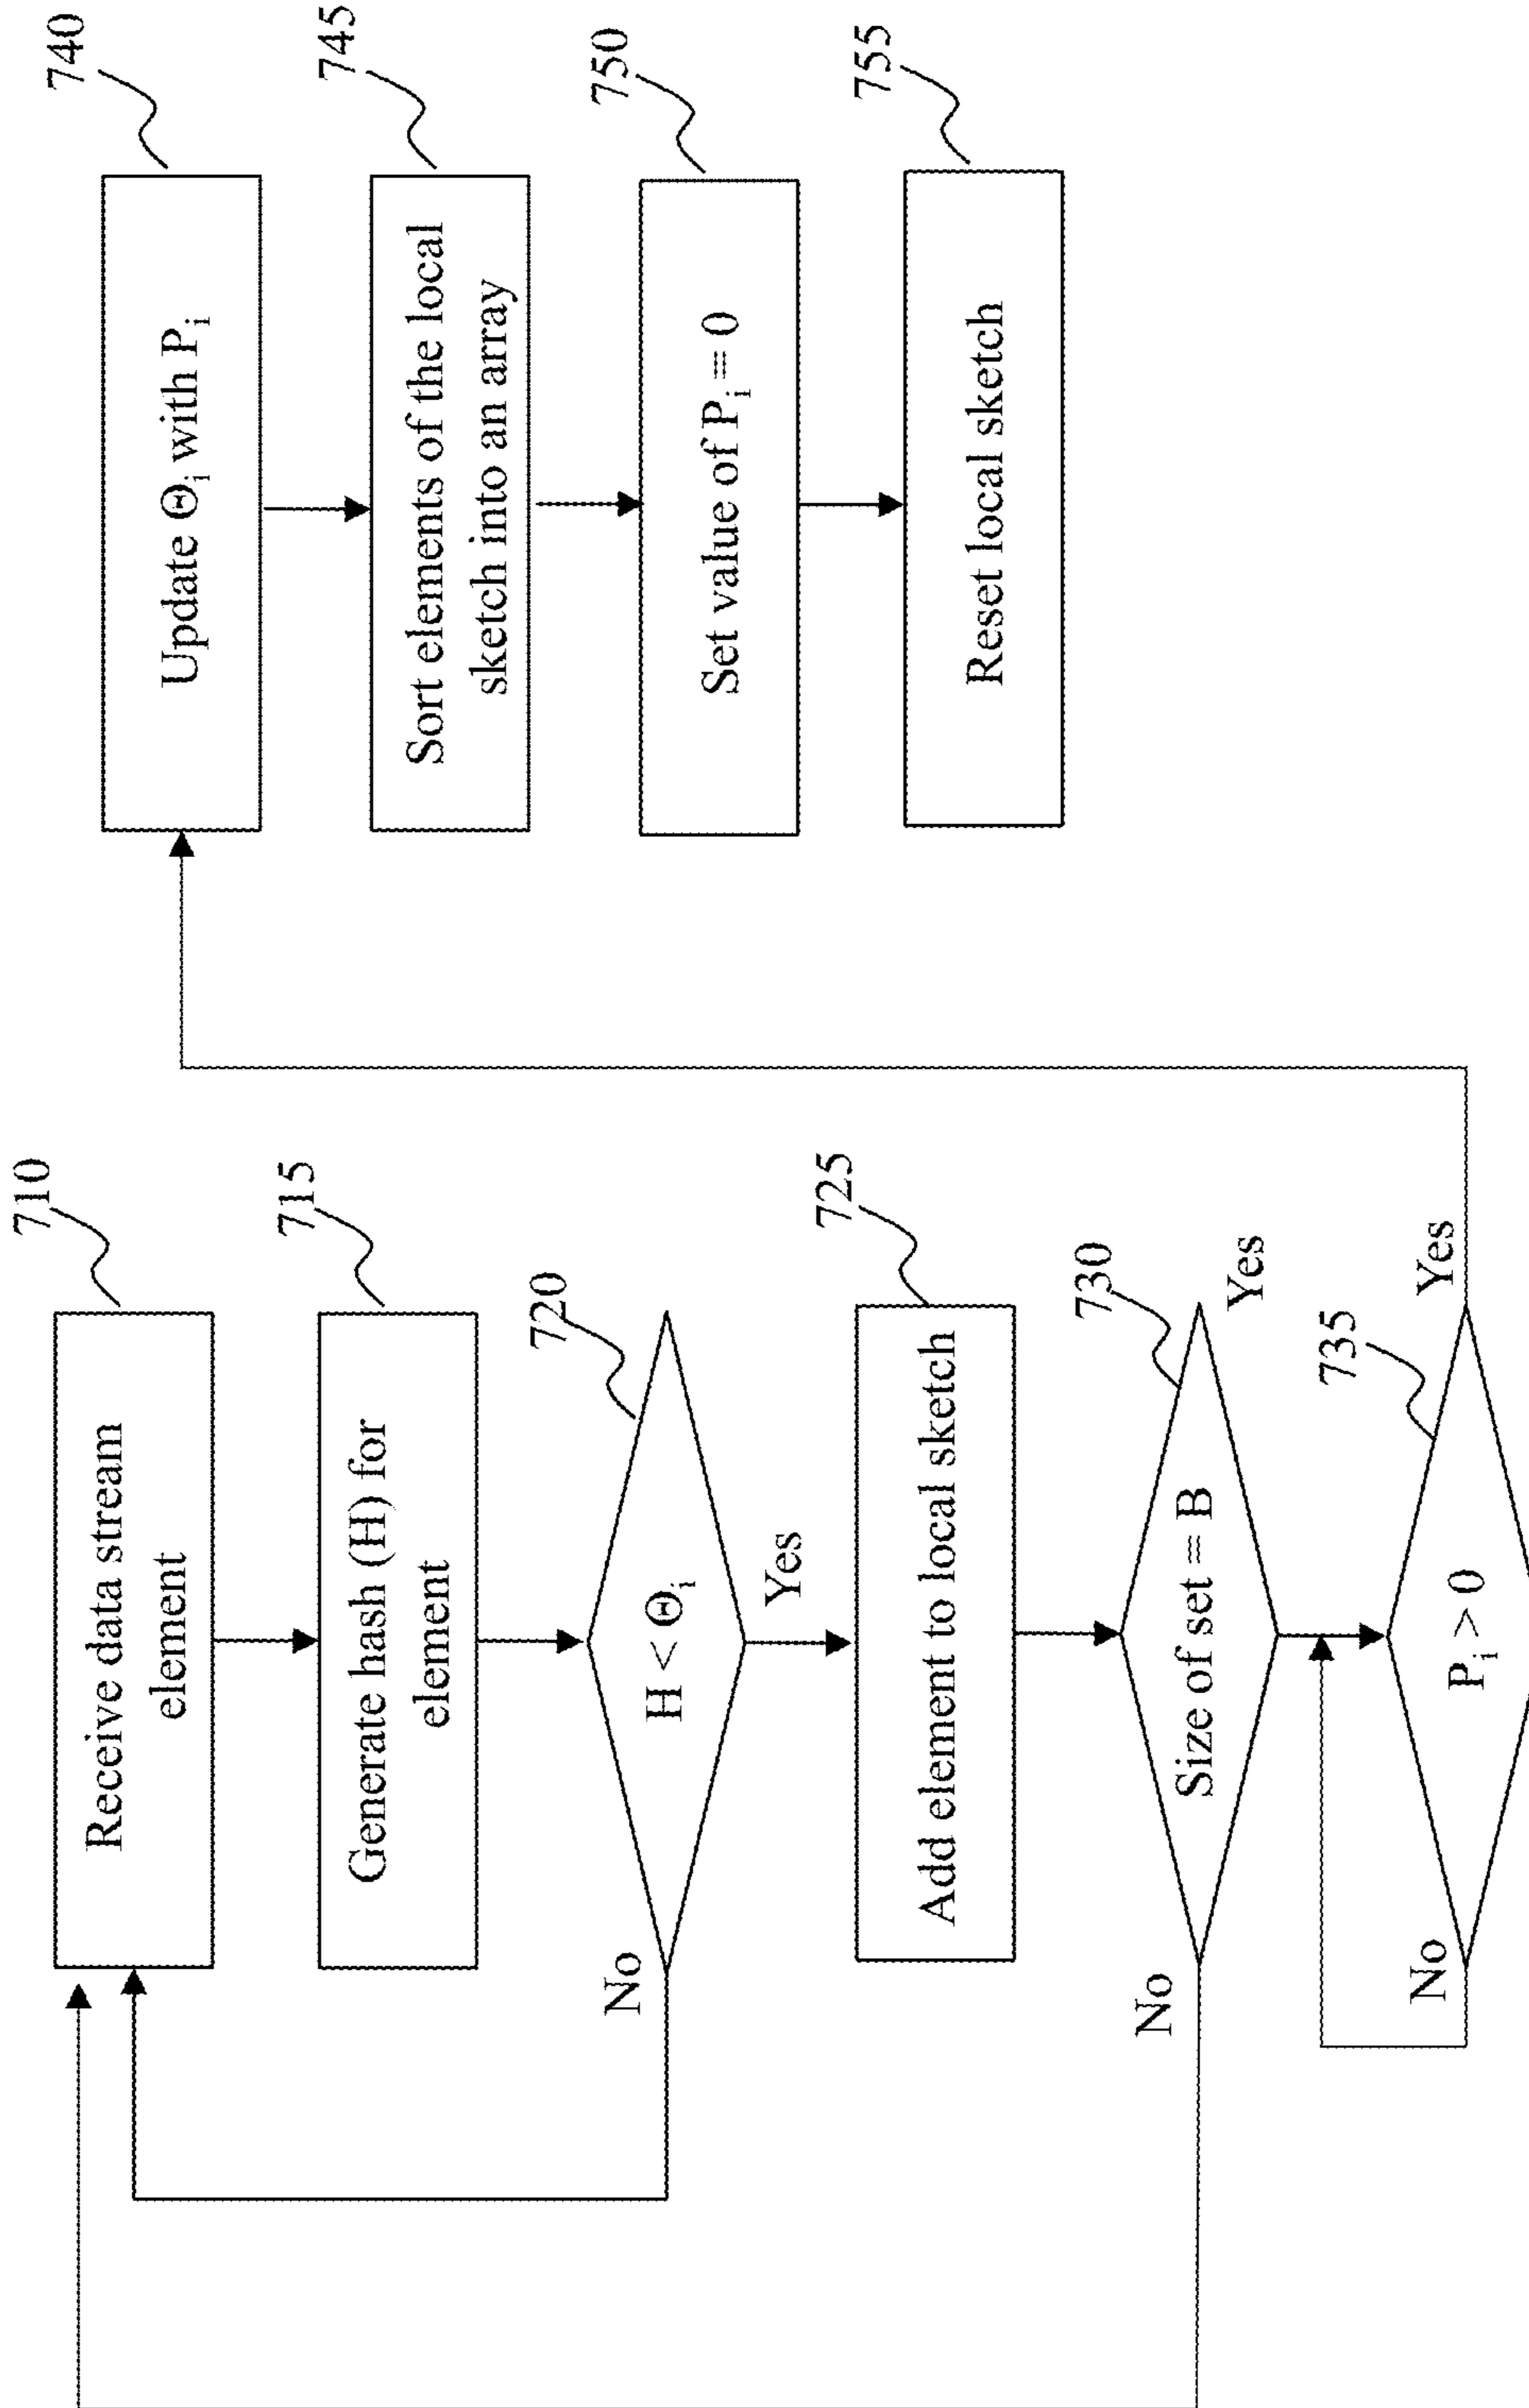 710
Receive data stream
element
715
Generate hash (H) for
element
720
H < Θi
No
Yes
725
Add element to local sketch
730
Size of set = B
No
Yes
735
Pi > 0
No
Yes
740
Update Θi with Pi
745
Sort elements of the local
sketch into an array
750
Set value of Pi = 0
755
Reset local sketch